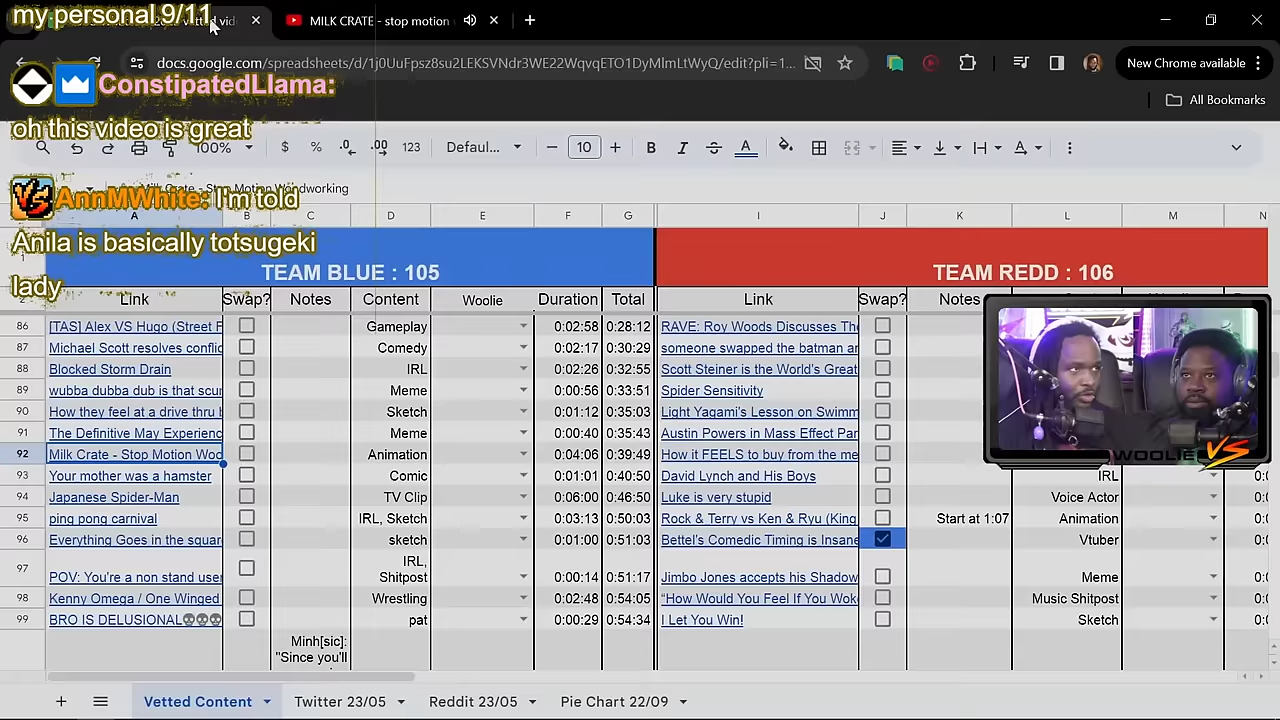 my personal 9/11
MILK CRATE - stop motion
docs.google.com/spreadsheets/d/1j0UuFpsz8su2LEKSVNdr3WE22WqvqETO1DyMlmLtWyQ/edit?pli=1...
New Chrome available
ConstipatedLlama:
All Bookmarks
oh this video is great
100%
$
%
.0
.00
123
Defaul...
10
B
I
A
Milk Crate - Stop Motion Woodworking
AnnMWhite: I'm told
Anila is basically totsugeki
lady
A B C D E F G I J K L M N
TEAM BLUE : 105
TEAM REDD : 106
Link Swap? Notes Content Woolie Duration Total Link Swap? Notes
86 [TAS] Alex VS Hugo (Street F Gameplay 0:02:58 0:28:12 RAVE: Roy Woods Discusses The
87 Michael Scott resolves conflic Comedy 0:02:17 0:30:29 someone swapped the batman ar
88 Blocked Storm Drain IRL 0:02:26 0:32:55 Scott Steiner is the World's Great
89 wubba dubba dub is that scur Meme 0:00:56 0:33:51 Spider Sensitivity
90 How they feel at a drive thru Sketch 0:01:12 0:35:03 Light Yagami's Lesson on Swimm
91 The Definitive May Experienc Meme 0:00:40 0:35:43 Austin Powers in Mass Effect Par
92 Milk Crate - Stop Motion Woo Animation 0:04:06 0:39:49 How it FEELS to buy from the me
WOOLIE VS
93 Your mother was a hamster Comic 0:01:01 0:40:50 David Lynch and His Boys IRL 0:
94 Japanese Spider-Man TV Clip 0:06:00 0:46:50 Luke is very stupid Voice Actor 0:
95 ping pong carnival IRL, Sketch 0:03:13 0:50:03 Rock & Terry vs Ken & Ryu (King Start at 1:07 Animation 0:
96 Everything Goes in the squar sketch 0:01:00 0:51:03 Bettel's Comedic Timing is Insane Vtuber 0:
IRL,
97 POV: You're a non stand user Shitpost 0:00:14 0:51:17 Jimbo Jones accepts his Shadow Meme 0:
98 Kenny Omega / One Winged Wrestling 0:02:48 0:54:05 "How Would You Feel If You Wok Music Shitpost 0:
99 BRO IS DELUSIONAL💀💀💀 pat 0:00:29 0:54:34 I Let You Win! Sketch 0:
Minh[sic]:
"Since you'll
Vetted Content
Twitter 23/05
Reddit 23/05
Pie Chart 22/09